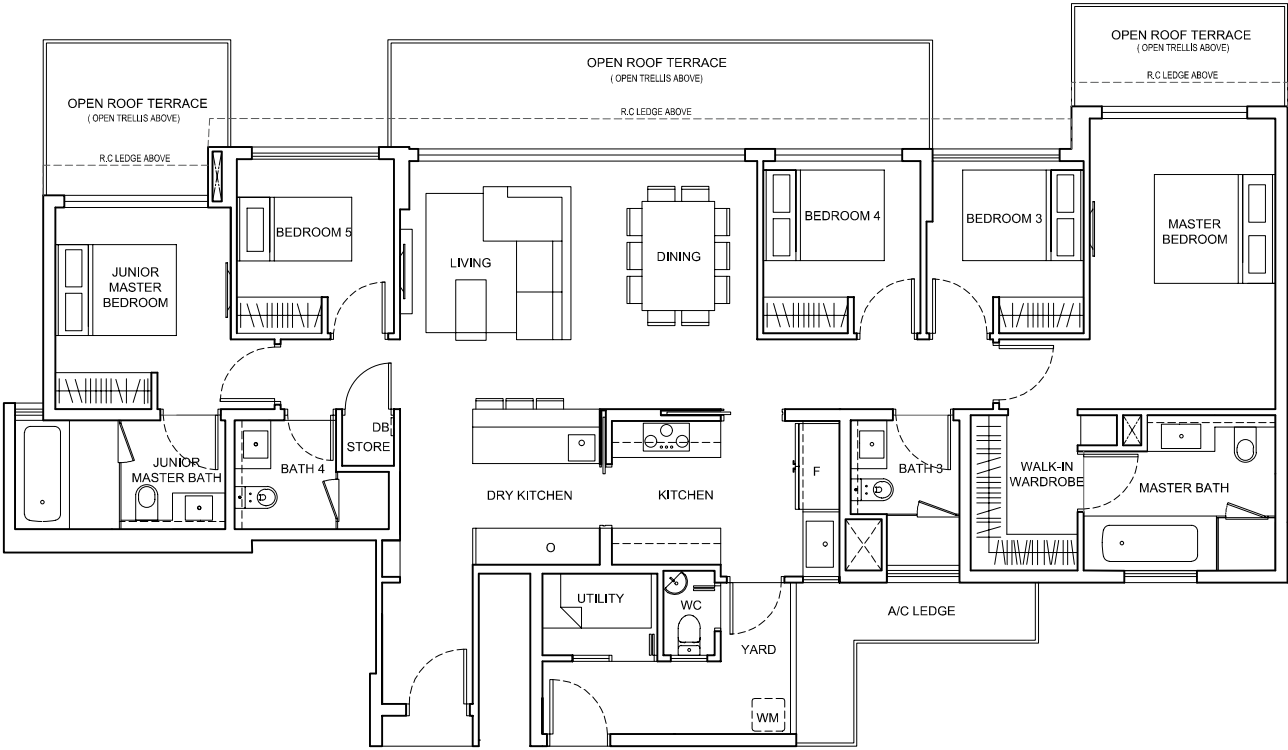 OPEN ROOF TERRACE
( OPEN TRELLIS ABOVE)
R.C LEDGE ABOVE
OPEN ROOF TERRACE
( OPEN TRELLIS ABOVE)
R.C LEDGE ABOVE
OPEN ROOF TERRACE
( OPEN TRELLIS ABOVE)
R.C LEDGE ABOVE
JUNIOR
MASTER
BEDROOM
BEDROOM 5
LIVING
DINING
BEDROOM 4
BEDROOM 3
MASTER
BEDROOM
JUNIOR
MASTER BATH
BATH 4
DB
STORE
DRY KITCHEN
KITCHEN
F
BATH 3
WALK-IN
WARDROBE
MASTER BATH
O
UTILITY
WC
YARD
WM
A/C LEDGE